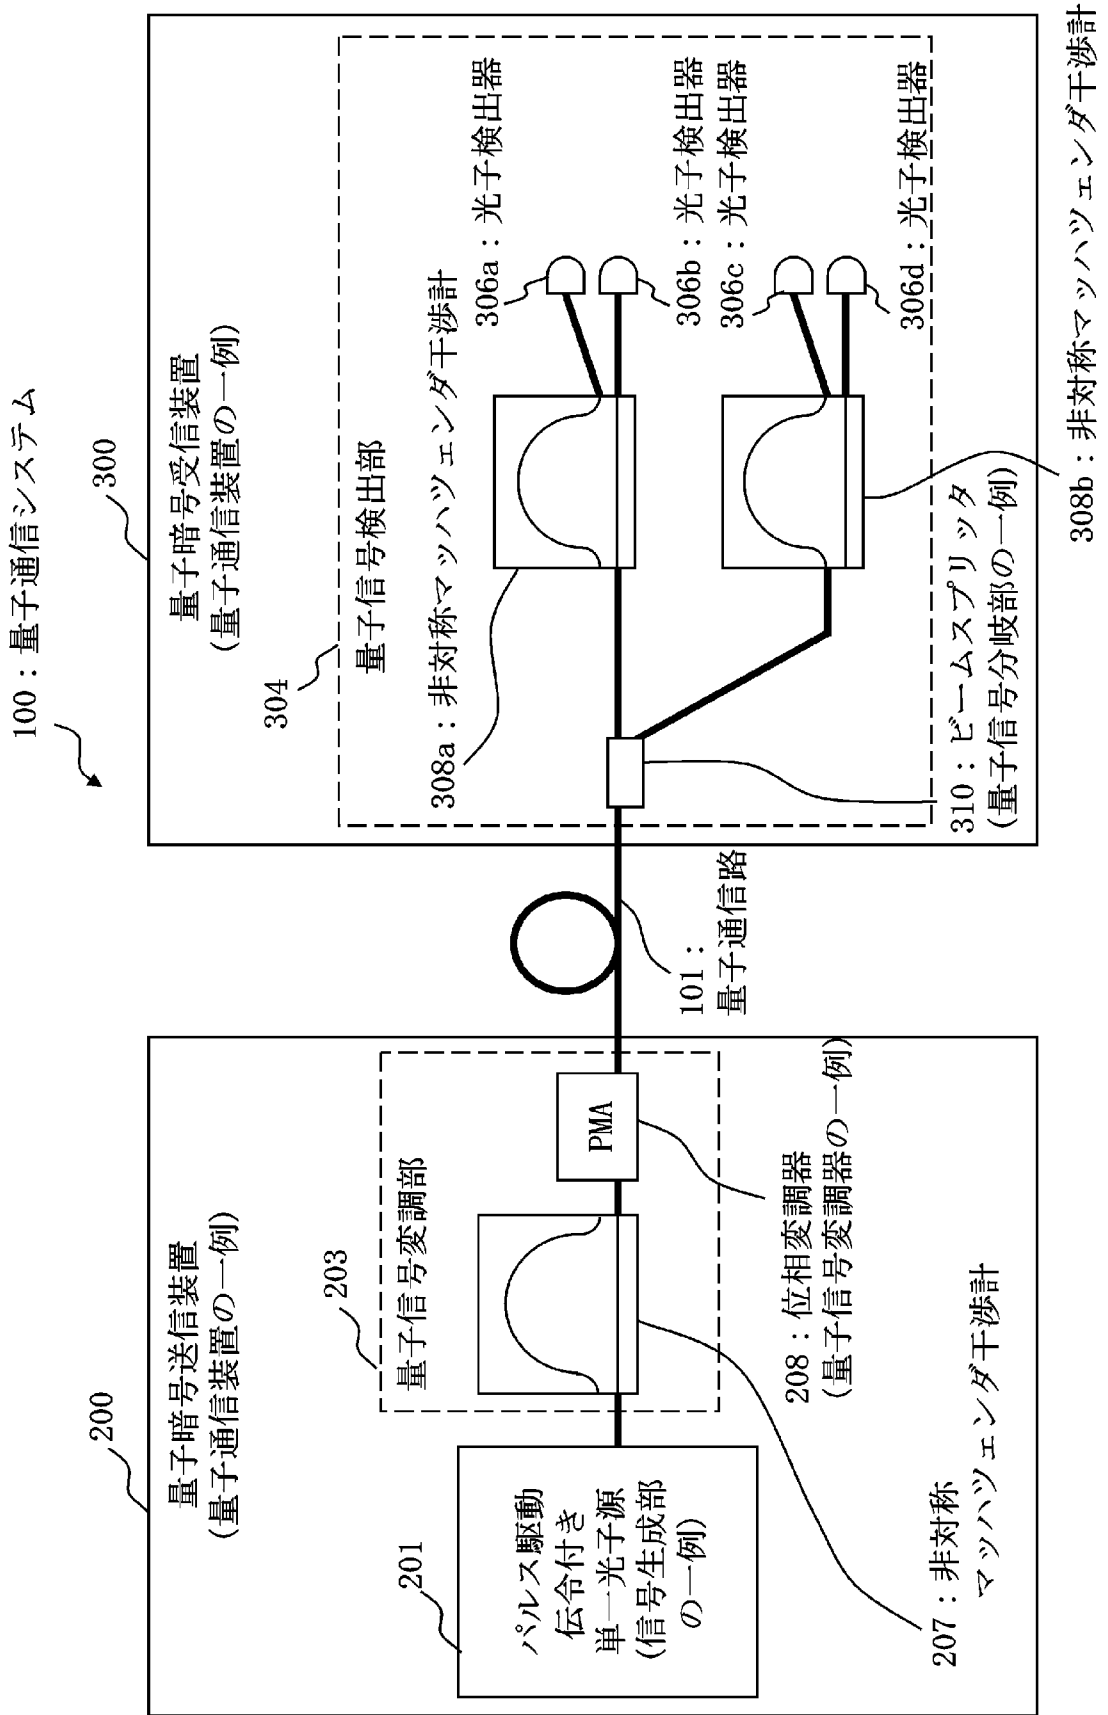 100：量子通信システム
200
量子暗号送信装置
(量子通信装置の一例)
201
パルス駆動
伝令付き
単一光子源
(信号生成部
の一例)
203
量子信号変調部
PMA
207：非対称
マッハツェンダ干渉計
208：位相変調器
(量子信号変調器の一例)
101：
量子通信路
300
量子暗号受信装置
(量子通信装置の一例)
304
量子信号検出部
308a：非対称マッハツェンダ干渉計
306a：光子検出器
306b：光子検出器
306c：光子検出器
306d：光子検出器
310：ビームスプリッタ
(量子信号分岐部の一例)
308b：非対称マッハツェンダ干渉計